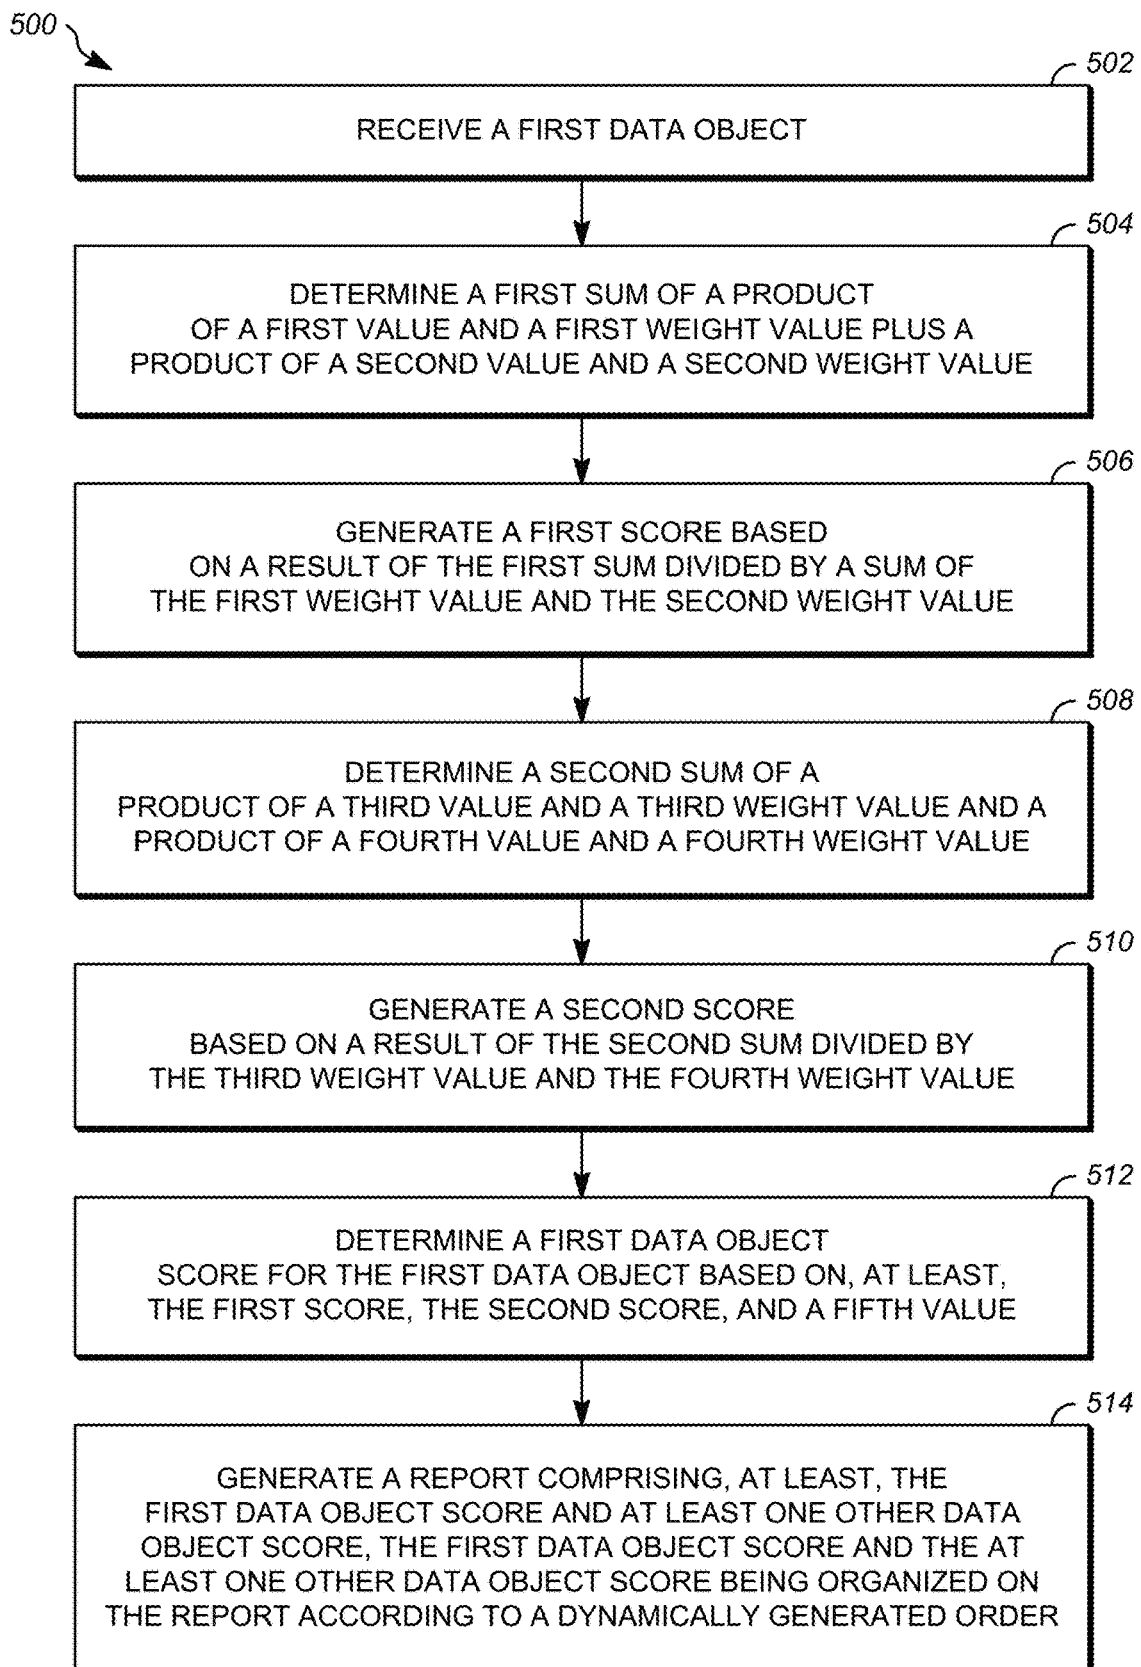 500
502
RECEIVE A FIRST DATA OBJECT
504
DETERMINE A FIRST SUM OF A PRODUCT
OF A FIRST VALUE AND A FIRST WEIGHT VALUE PLUS A
PRODUCT OF A SECOND VALUE AND A SECOND WEIGHT VALUE
506
GENERATE A FIRST SCORE BASED
ON A RESULT OF THE FIRST SUM DIVIDED BY A SUM OF
THE FIRST WEIGHT VALUE AND THE SECOND WEIGHT VALUE
508
DETERMINE A SECOND SUM OF A
PRODUCT OF A THIRD VALUE AND A THIRD WEIGHT VALUE AND A
PRODUCT OF A FOURTH VALUE AND A FOURTH WEIGHT VALUE
510
GENERATE A SECOND SCORE
BASED ON A RESULT OF THE SECOND SUM DIVIDED BY
THE THIRD WEIGHT VALUE AND THE FOURTH WEIGHT VALUE
512
DETERMINE A FIRST DATA OBJECT
SCORE FOR THE FIRST DATA OBJECT BASED ON, AT LEAST,
THE FIRST SCORE, THE SECOND SCORE, AND A FIFTH VALUE
514
GENERATE A REPORT COMPRISING, AT LEAST, THE
FIRST DATA OBJECT SCORE AND AT LEAST ONE OTHER DATA
OBJECT SCORE, THE FIRST DATA OBJECT SCORE AND THE AT
LEAST ONE OTHER DATA OBJECT SCORE BEING ORGANIZED ON
THE REPORT ACCORDING TO A DYNAMICALLY GENERATED ORDER